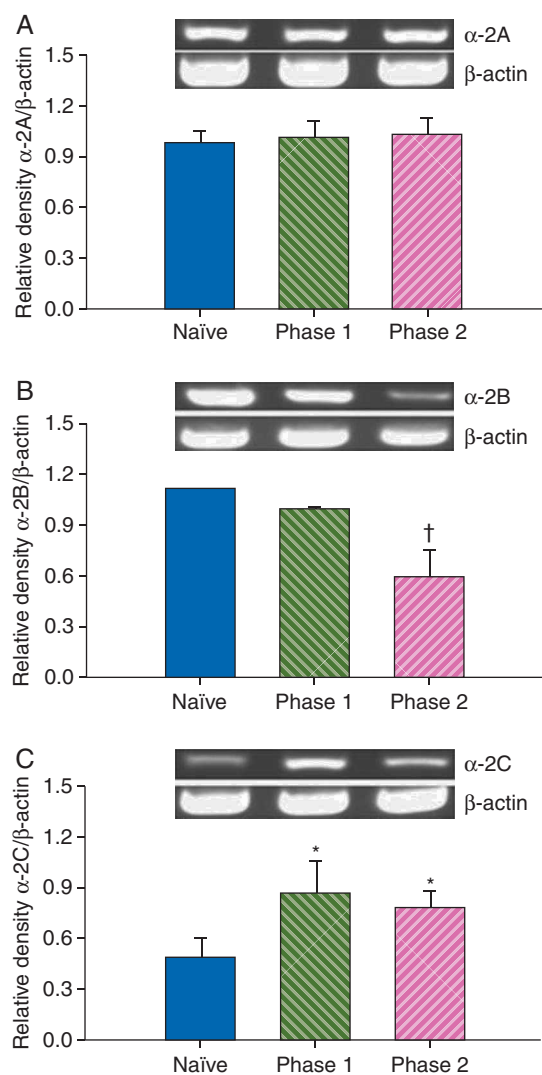 A
α-2A
β-actin
Relative density α-2A/β-actin
1.5
1.2
0.9
0.6
0.3
0.0
Naïve Phase 1 Phase 2
B
α-2B
β-actin
Relative density α-2B/β-actin
1.5
1.2
0.9
0.6
0.3
0.0
†
Naïve Phase 1 Phase 2
C
α-2C
β-actin
Relative density α-2C/β-actin
1.5
1.2
0.9
0.6
0.3
0.0
* *
Naïve Phase 1 Phase 2